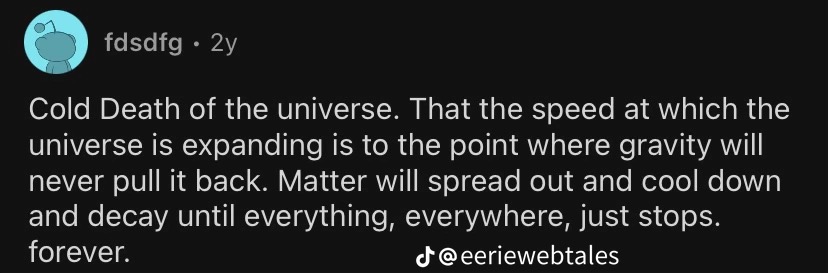 fdsdfg • 2y
Cold Death of the universe. That the speed at which the
universe is expanding is to the point where gravity will
never pull it back. Matter will spread out and cool down
and decay until everything, everywhere, just stops.
forever.
@eeriewebtales